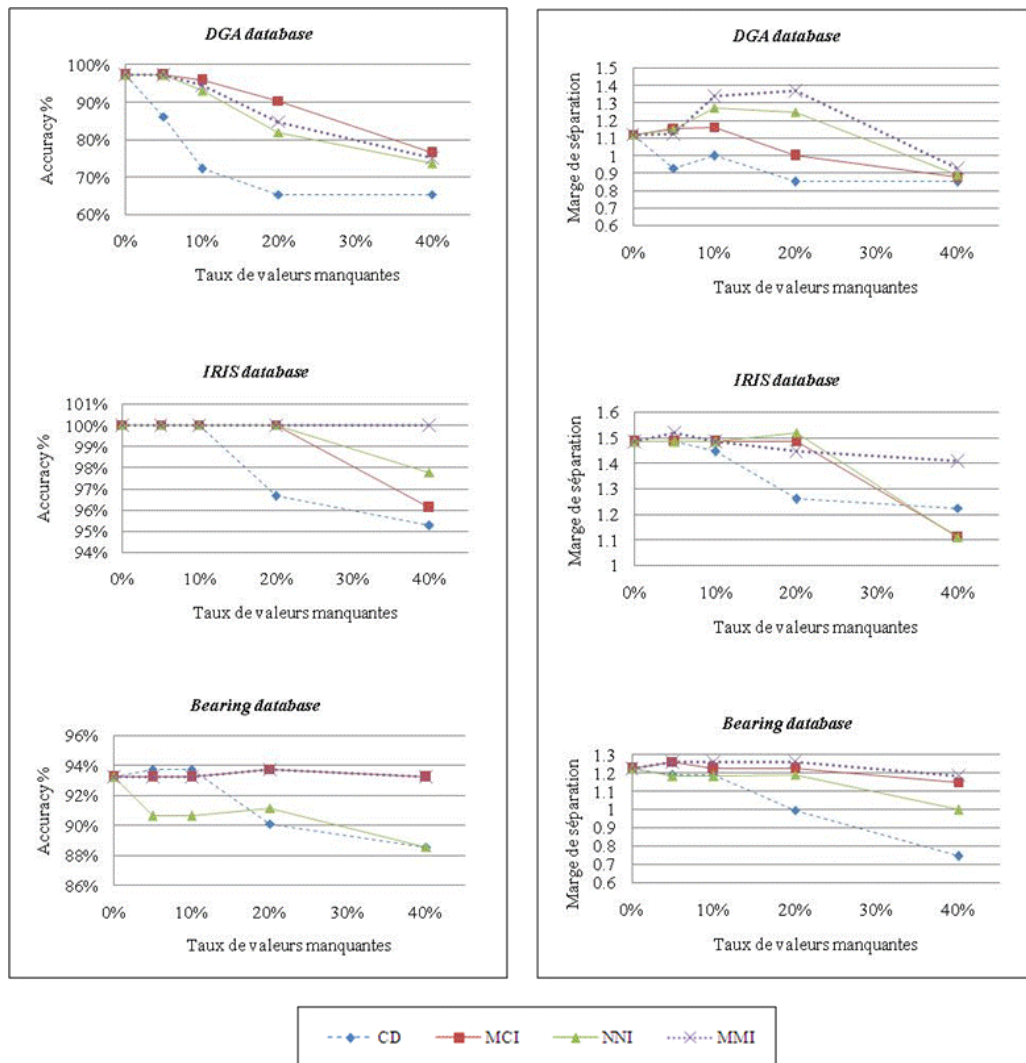 DGA database
100%
90%
80%
70%
60%
Accuracy %
0% 10% 20% 30% 40%
Taux de valeurs manquantes
IRIS database
101%
100%
99%
98%
97%
96%
95%
94%
Accuracy %
0% 10% 20% 30% 40%
Taux de valeurs manquantes
Bearing database
96%
94%
92%
90%
88%
86%
Accuracy %
0% 10% 20% 30% 40%
Taux de valeurs manquantes
DGA database
1.5
1.4
1.3
1.2
1.1
1
0.9
0.8
0.7
0.6
Marge de séparation
0% 10% 20% 30% 40%
Taux de valeurs manquantes
IRIS database
1.6
1.5
1.4
1.3
1.2
1.1
1
Marge de séparation
0% 10% 20% 30% 40%
Taux de valeurs manquantes
Bearing database
1.3
1.2
1.1
1
0.9
0.8
0.7
0.6
Marge de séparation
0% 10% 20% 30% 40%
Taux de valeurs manquantes
CD MCI NNI MMI